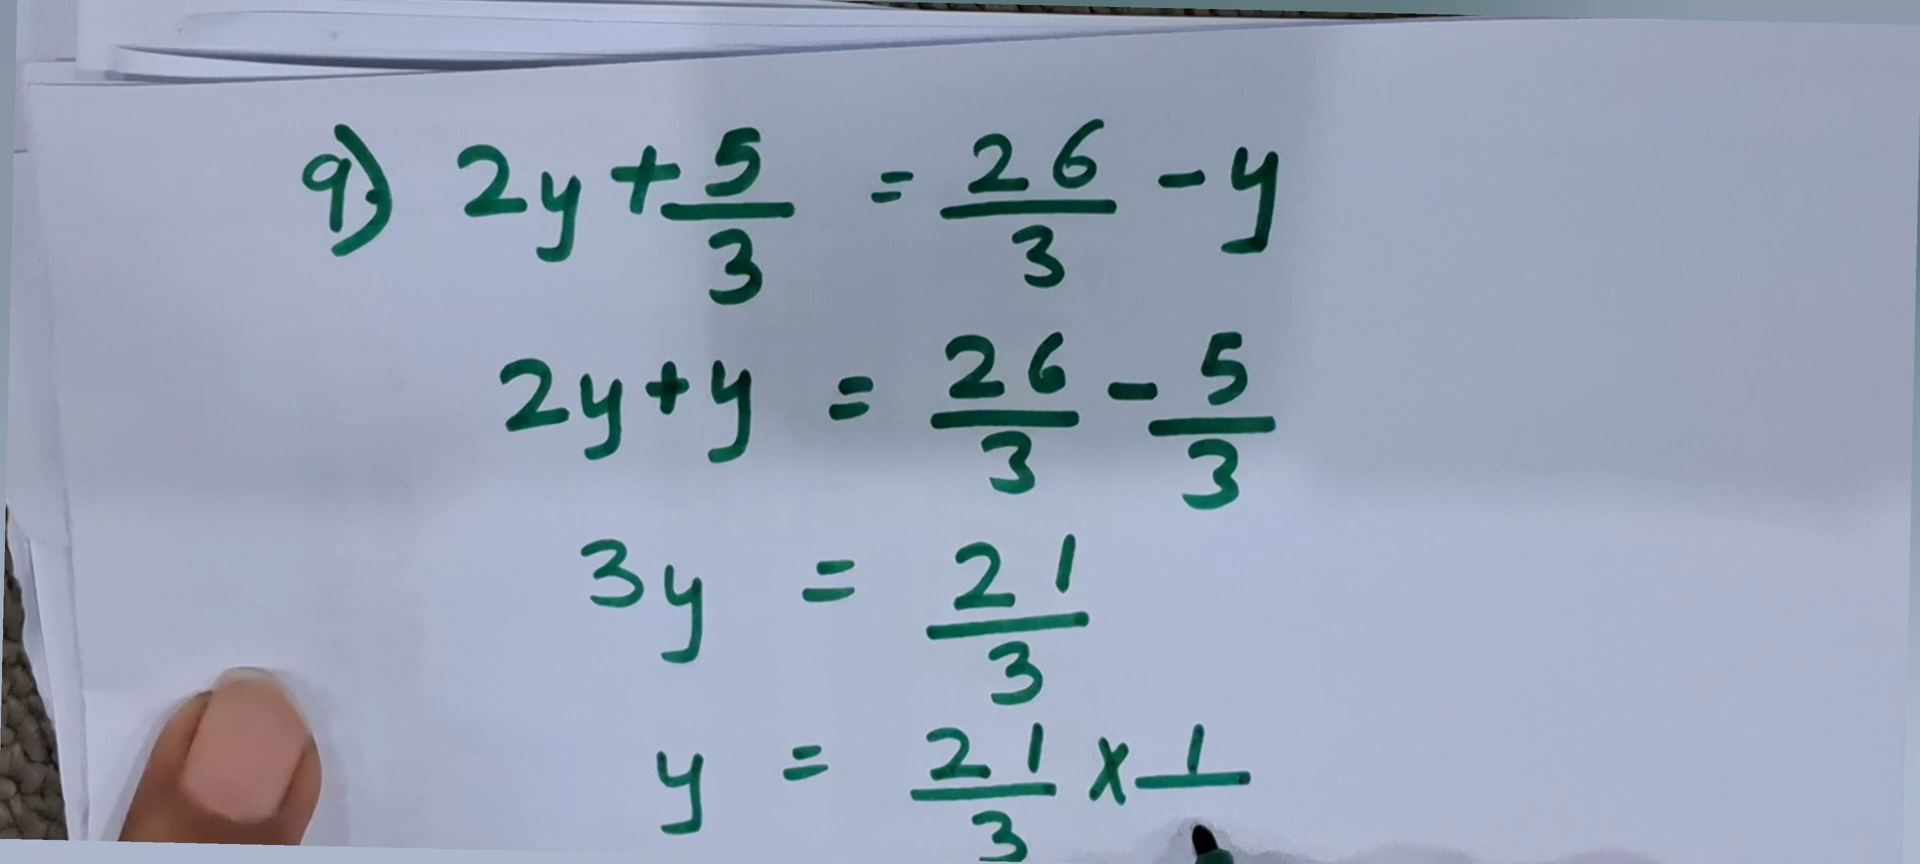 9) 2y + 5/3 = 26/3 - y
2y + y = 26/3 - 5/3
3y = 21/3
y = 21/3 x 1/